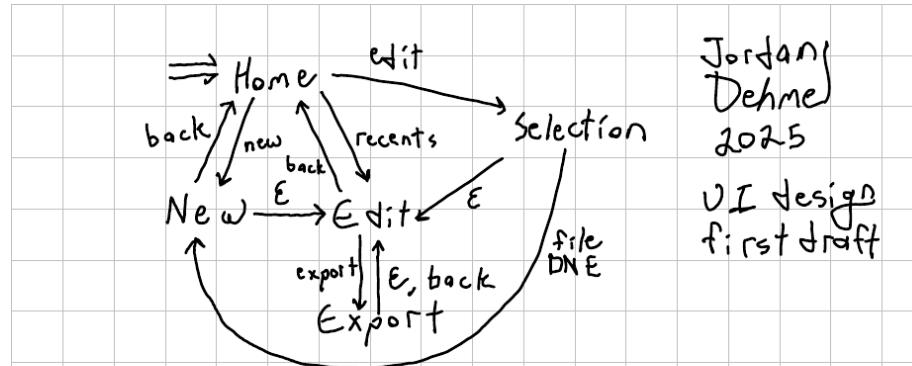 edit
Home
Jordan
Dehmel
2025
Selection
back
new
back
recents
New
ε
Edit
ε
UI design
first draft
file
DNE
export
ε, back
Export